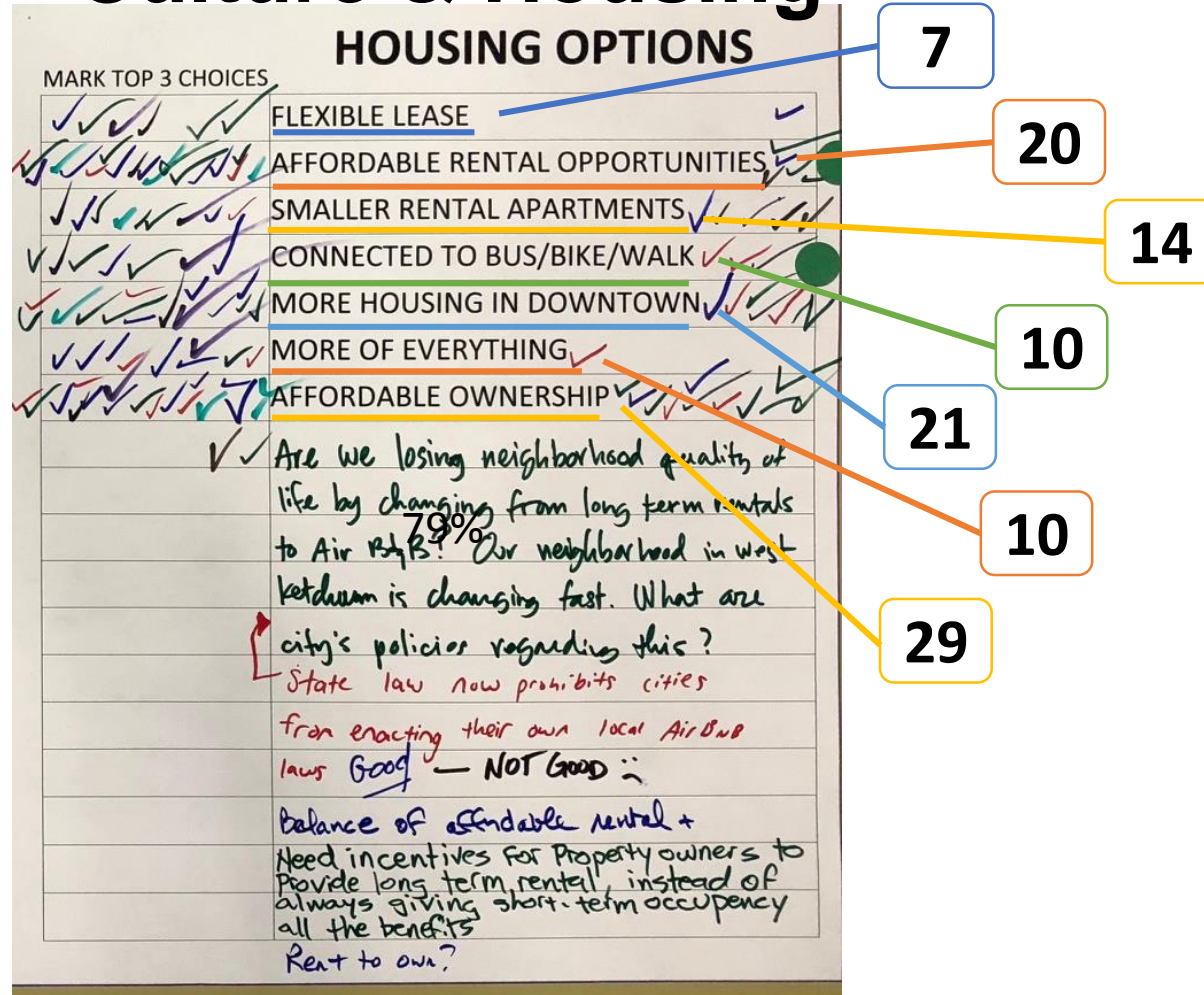 Culture & Housing
HOUSING OPTIONS
MARK TOP 3 CHOICES
FLEXIBLE LEASE
7
AFFORDABLE RENTAL OPPORTUNITIES
20
SMALLER RENTAL APARTMENTS
14
CONNECTED TO BUS/BIKE/WALK
10
MORE HOUSING IN DOWNTOWN
21
MORE OF EVERYTHING
10
AFFORDABLE OWNERSHIP
29
Are we losing neighborhood quality of
life by changing from long term rentals
79%
to Air B&B? Our neighborhood in west
Ketchum is changing fast. What are
city's policies regarding this?
State law now prohibits cities
from enacting their own local AirBNB
laws Good — NOT GOOD :(
Balance of affordable rental +
Need incentives For Property owners to
Provide long term rental, instead of
always giving short-term occupency
all the benefits
Rent to own?